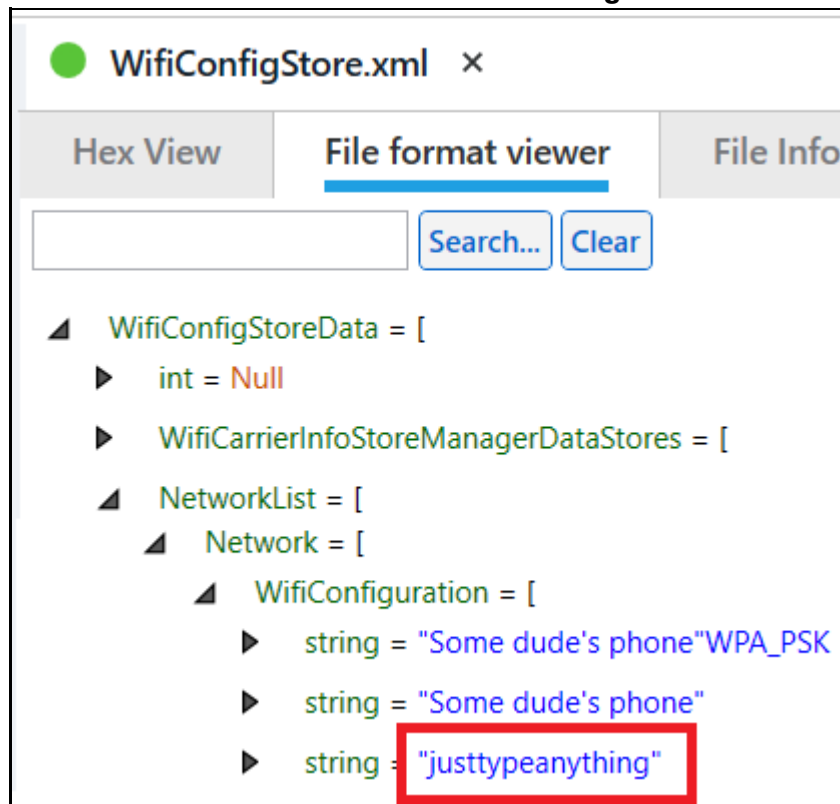 WifiConfigStore.xml ×
Hex View File format viewer File Info
Search... Clear
WifiConfigStoreData = [
int = Null
WifiCarrierInfoStoreManagerDataStores = [
NetworkList = [
Network = [
WifiConfiguration = [
string = "Some dude's phone"WPA_PSK
string = "Some dude's phone"
string = "justtypeanything"